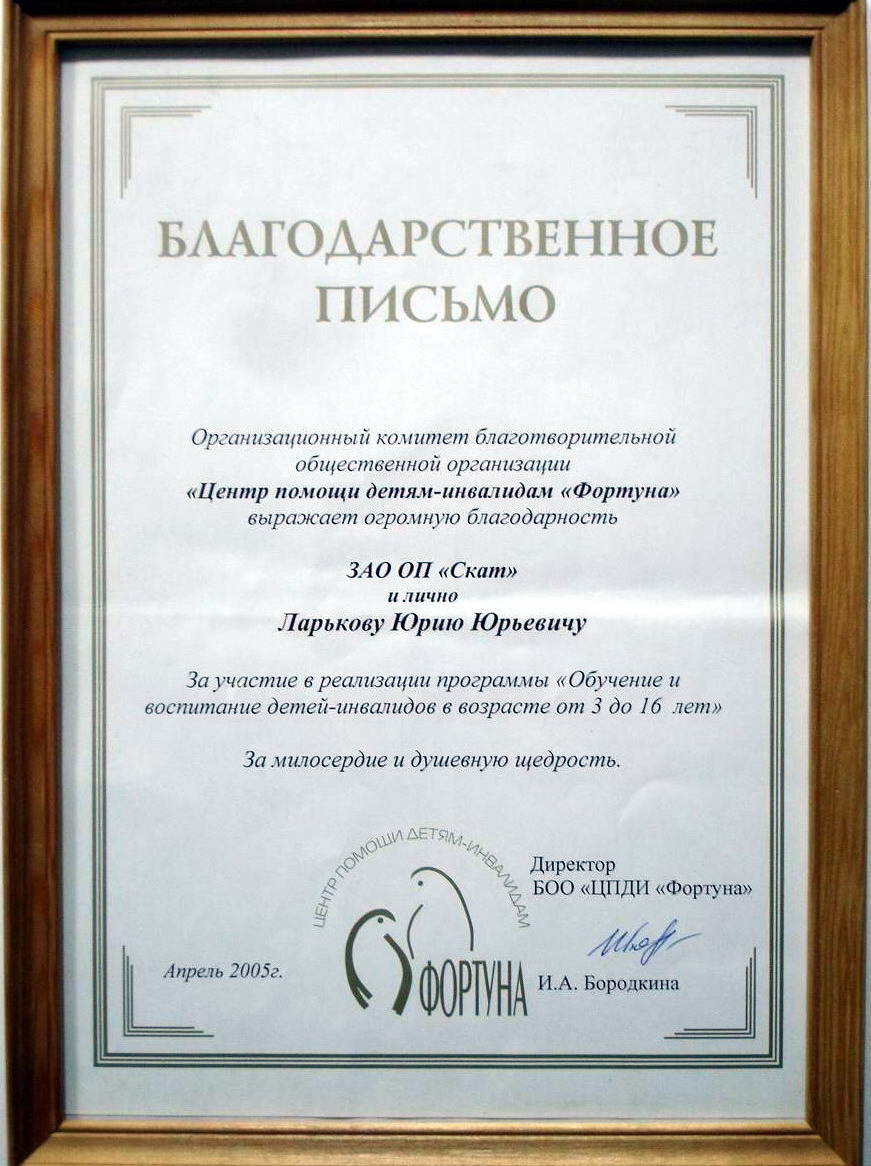 БЛАГОДАРСТВЕННОЕ
ПИСЬМО
Организационный комитет благотворительной
общественной организации
«Центр помощи детям-инвалидам «Фортуна»
выражает огромную благодарность
ЗАО ОП «Скат»
и лично
Ларькову Юрию Юрьевичу
За участие в реализации программы «Обучение и
воспитание детей-инвалидов в возрасте от 3 до 16 лет»
За милосердие и душевную щедрость.
ЦЕНТР ПОМОЩИ ДЕТЯМ-ИНВАЛИДАМ
ФОРТУНА
Директор
БОО «ЦПДИ «Фортуна»
Апрель 2005г.
И.А. Бородкина